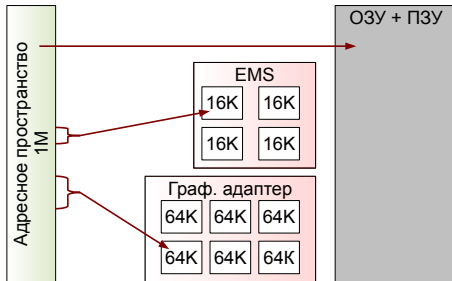 Адресное пространство
1М
ОЗУ + ПЗУ
EMS
16K 16K
16K 16K
Граф. адаптер
64K 64K 64K
64K 64K 64K